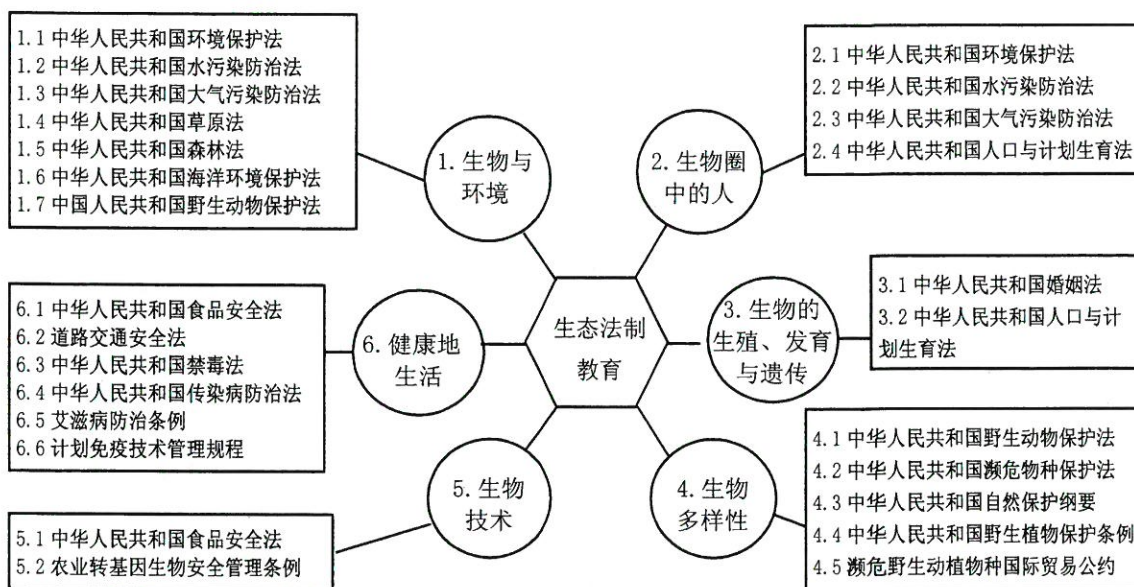 1.1 中华人民共和国环境保护法
1.2 中华人民共和国水污染防治法
1.3 中华人民共和国大气污染防治法
1.4 中华人民共和国草原法
1.5 中华人民共和国森林法
1.6 中华人民共和国海洋环境保护法
1.7 中国人民共和国野生动物保护法
1. 生物与
环境
2. 生物圈
中的人
2.1 中华人民共和国环境保护法
2.2 中华人民共和国水污染防治法
2.3 中华人民共和国大气污染防治法
2.4 中华人民共和国人口与计划生育法
6.1 中华人民共和国食品安全法
6.2 道路交通安全法
6.3 中华人民共和国禁毒法
6.4 中华人民共和国传染病防治法
6.5 艾滋病防治条例
6.6 计划免疫技术管理规程
6. 健康地
生活
生态法制
教育
3. 生物的
生殖、发育
与遗传
3.1 中华人民共和国婚姻法
3.2 中华人民共和国人口与计
划生育法
5.1 中华人民共和国食品安全法
5.2 农业转基因生物安全管理条例
5. 生物
技术
4. 生物
多样性
4.1 中华人民共和国野生动物保护法
4.2 中华人民共和国濒危物种保护法
4.3 中华人民共和国自然保护纲要
4.4 中华人民共和国野生植物保护条例
4.5 濒危野生动植物种国际贸易公约